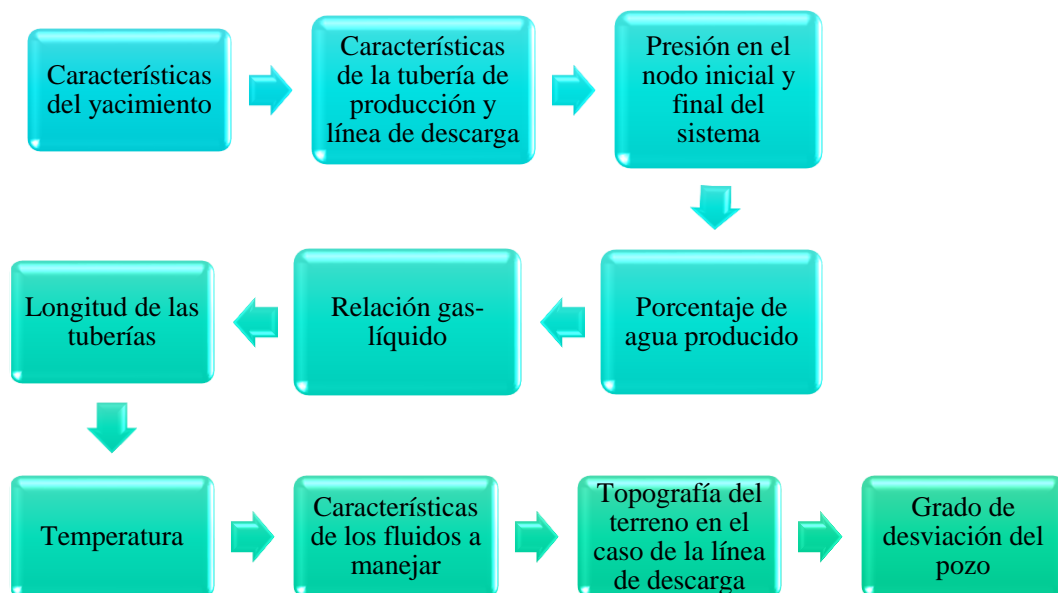 Características
del yacimiento
Características
de la tubería de
producción y
línea de descarga
Presión en el
nodo inicial y
final del
sistema
Porcentaje de
agua producido
Relación gas-
líquido
Longitud de las
tuberías
Temperatura
Características
de los fluidos a
manejar
Topografía del
terreno en el
caso de la línea
de descarga
Grado de
desviación del
pozo